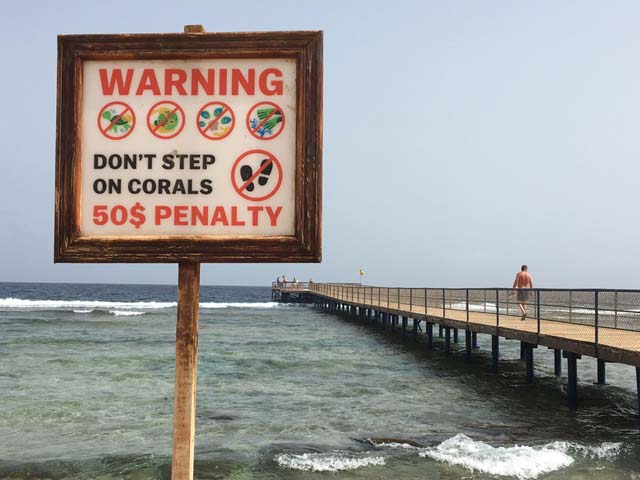 WARNING
DON'T STEP
ON CORALS
50$ PENALTY